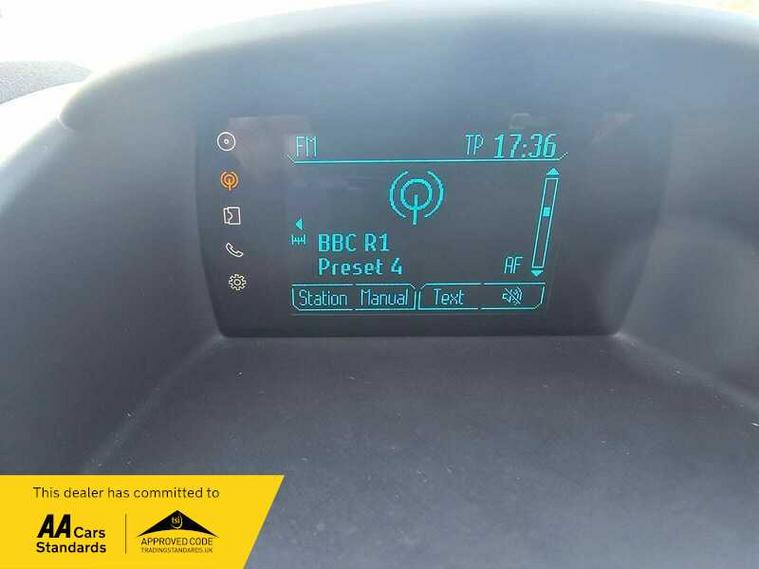 FM TP 17:36
BBC R1
Preset 4 AF
Station Manual Text
This dealer has committed to
AA Cars
Standards
tsi
APPROVED CODE
TRADINGSTANDARDS.UK